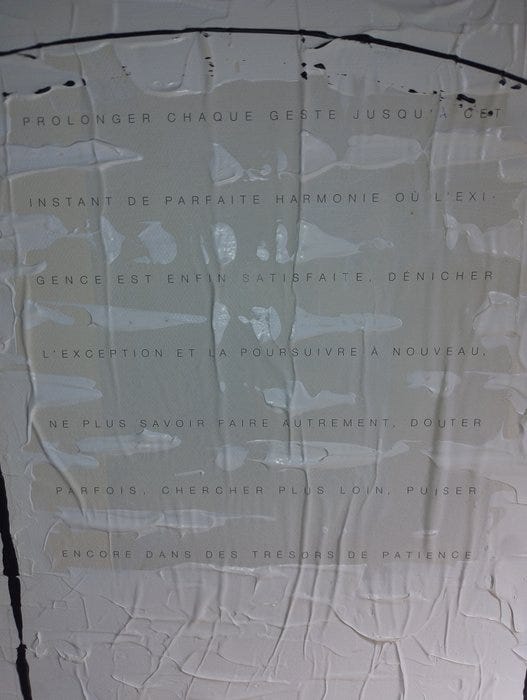 PROLONGER CHAQUE GESTE JUSQU'À CET
INSTANT DE PARFAITE HARMONIE OÙ L'EXI-
GENCE EST ENFIN SATISFAITE, DÉNICHER
L'EXCEPTION ET LA POURSUIVRE À NOUVEAU,
NE PLUS SAVOIR FAIRE AUTREMENT, DOUTER
PARFOIS, CHERCHER PLUS LOIN, PUISER
ENCORE DANS DES TRÉSORS DE PATIENCE.